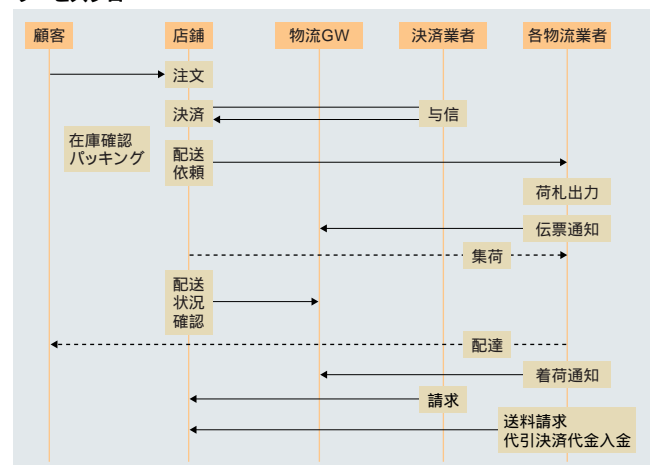 顧客 店舗 物流GW 決済業者 各物流業者
注文
決済 与信
在庫確認
パッキング
配送
依頼
荷札出力
伝票通知
集荷
配送
状況
確認
配達
着荷通知
請求
送料請求
代引決済代金入金